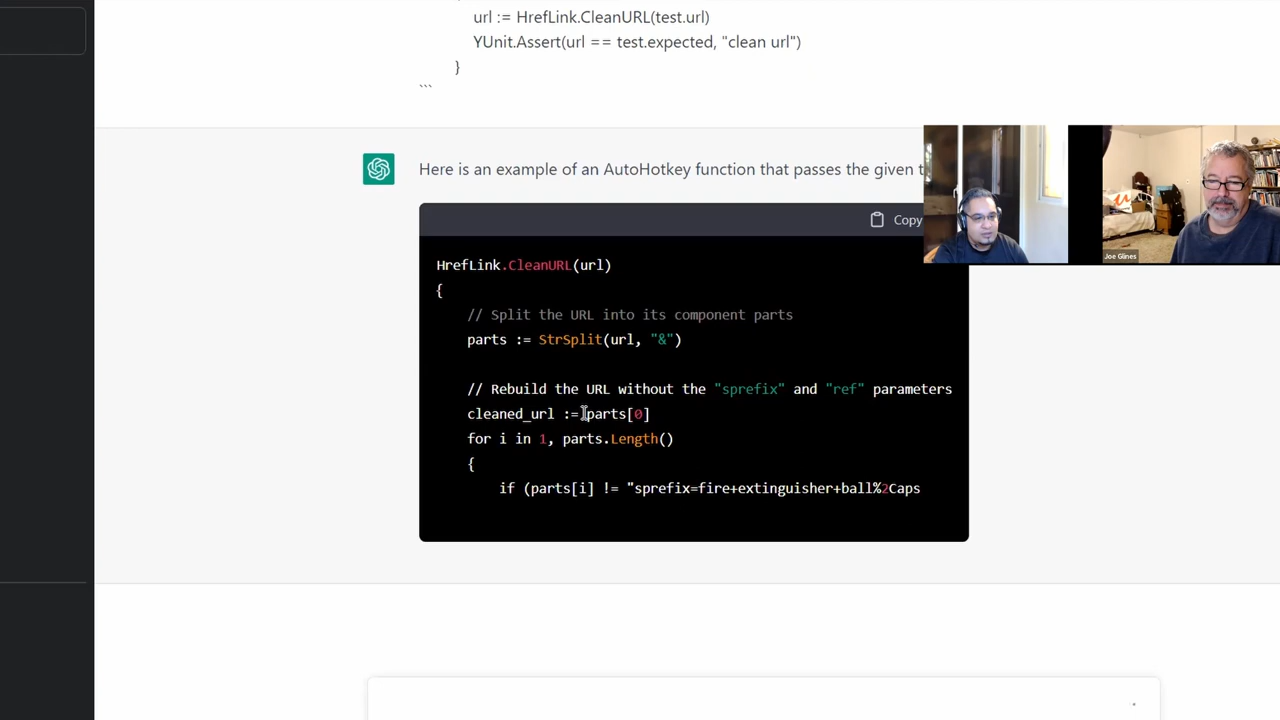 url := HrefLink.CleanURL(test.url)
YUnit.Assert(url == test.expected, "clean url")
}
```
Here is an example of an AutoHotkey function that passes the given t
Copy
Joe Glines
HrefLink.CleanURL(url)
{
// Split the URL into its component parts
parts := StrSplit(url, "&")
// Rebuild the URL without the "sprefix" and "ref" parameters
cleaned_url := parts[0]
for i in 1, parts.Length()
{
if (parts[i] != "sprefix=fire+extinguisher+ball%2Caps